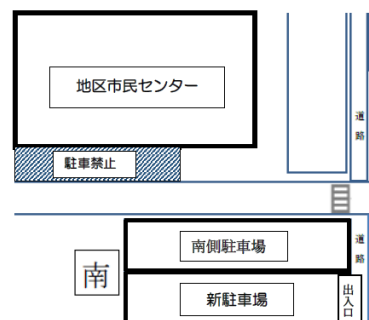 地区市民センター
道路
駐車禁止
南側駐車場
道路
南
新駐車場
出入口